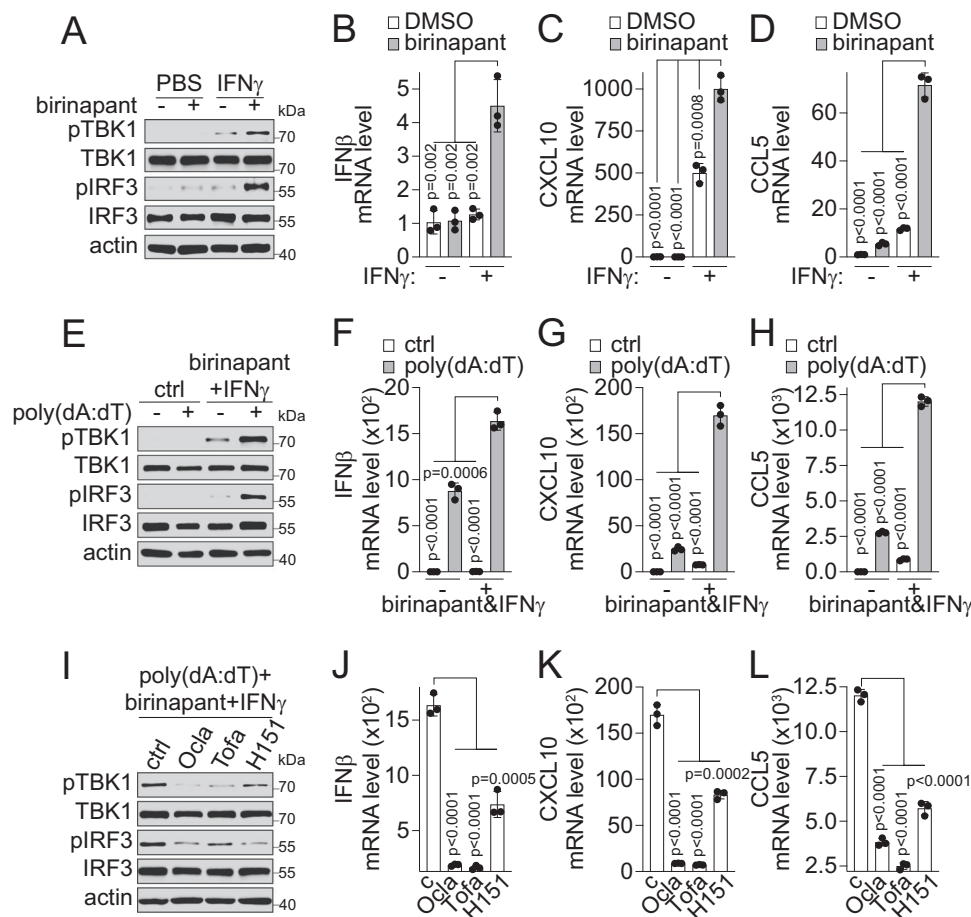 A
PBS IFNγ
birinapant - + - + kDa
pTBK1 70
TBK1 70
pIRF3 55
IRF3 55
actin 40
B
DMSO
birinapant
IFNβ
mRNA level
5
4
3
2
1
0
p=0.002
p=0.002
p=0.002
IFNγ: - +
C
DMSO
birinapant
CXCL10
mRNA level
1000
750
500
250
0
p<0.0001
p<0.0001
p=0.0008
IFNγ: - +
D
DMSO
birinapant
CCL5
mRNA level
60
40
20
0
p<0.0001
p<0.0001
p<0.0001
IFNγ: - +
E
birinapant
ctrl +IFNγ
poly(dA:dT) - + - + kDa
pTBK1 70
TBK1 70
pIRF3 55
IRF3 55
actin 40
F
ctrl
poly(dA:dT)
IFNβ
mRNA level (x10²)
20
15
10
5
0
p<0.0001
p=0.0006
p<0.0001
- +
birinapant&IFNγ
G
ctrl
poly(dA:dT)
CXCL10
mRNA level (x10²)
200
150
100
50
0
p<0.0001
p<0.0001
p<0.0001
- +
birinapant&IFNγ
H
ctrl
poly(dA:dT)
CCL5
mRNA level (x10³)
12.5
10.0
7.5
5.0
2.5
0.0
p<0.0001
p<0.0001
p<0.0001
- +
birinapant&IFNγ
I
poly(dA:dT)+
birinapant+IFNγ
ctrl Ocla Tofa H151 kDa
pTBK1 70
TBK1 70
pIRF3 55
IRF3 55
actin 40
J
IFNβ
mRNA level (x10²)
15
10
5
p<0.0001
p<0.0001
p=0.0005
c Ocla Tofa H151
K
CXCL10
mRNA level (x10²)
200
150
100
50
0
p<0.0001
p<0.0001
p=0.0002
c Ocla Tofa H151
L
CCL5
mRNA level (x10³)
12.5
10.0
7.5
5.0
2.5
p<0.0001
p<0.0001
p<0.0001
c Ocla Tofa H151